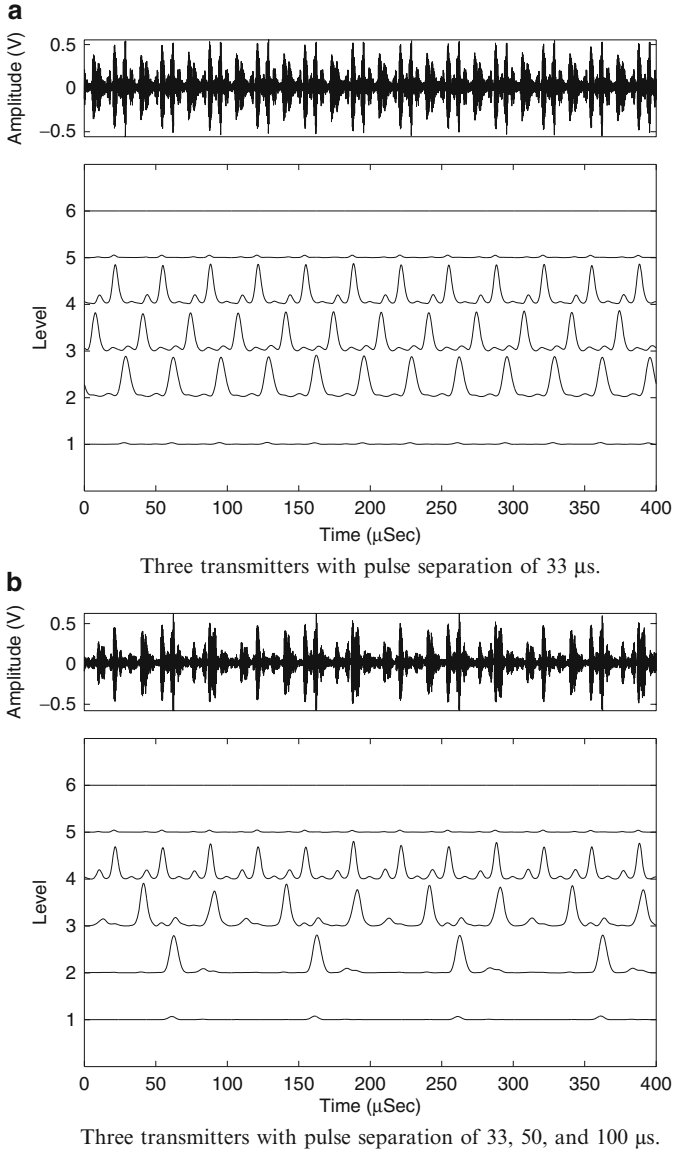 a
Amplitude (V)
0.5
0
−0.5
Level
6
5
4
3
2
1
0 50 100 150 200 250 300 350 400
Time (μSec)
Three transmitters with pulse separation of 33 μs.
b
Amplitude (V)
0.5
0
−0.5
Level
6
5
4
3
2
1
0 50 100 150 200 250 300 350 400
Time (μSec)
Three transmitters with pulse separation of 33, 50, and 100 μs.